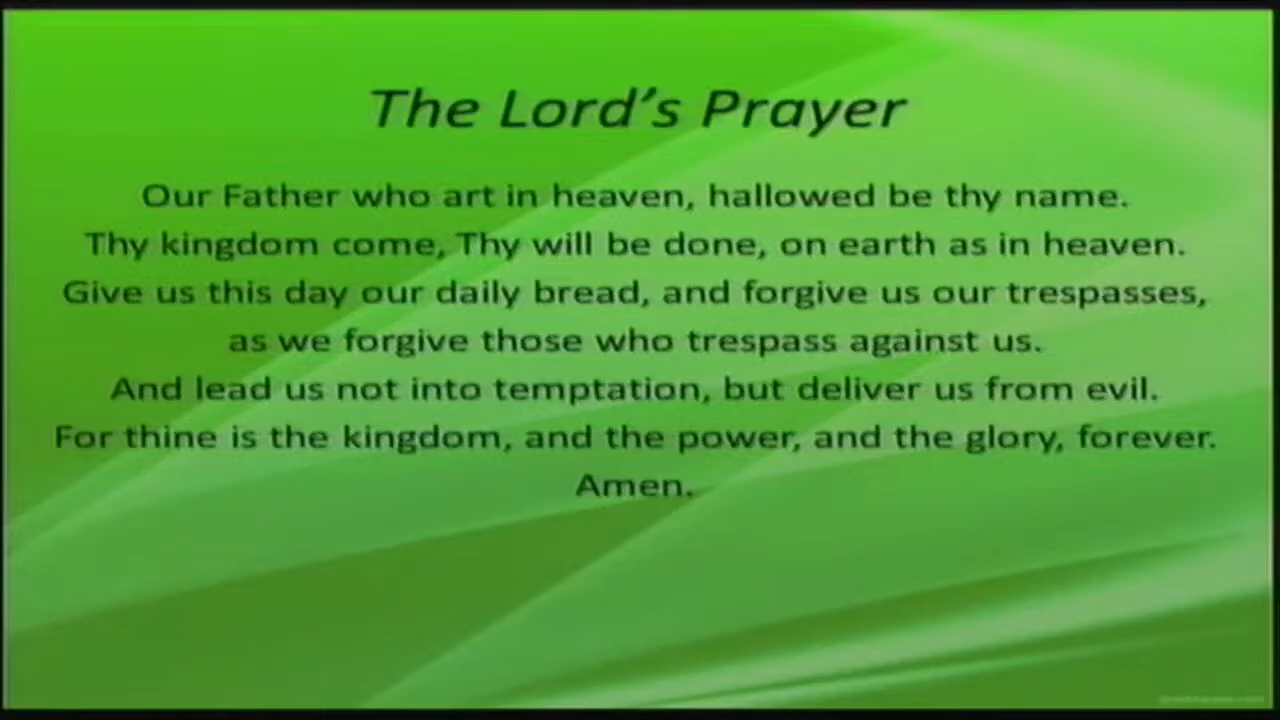 The Lord's Prayer
Our Father who art in heaven, hallowed be thy name.
Thy kingdom come, Thy will be done, on earth as in heaven.
Give us this day our daily bread, and forgive us our trespasses,
as we forgive those who trespass against us.
And lead us not into temptation, but deliver us from evil.
For thine is the kingdom, and the power, and the glory, forever.
Amen.